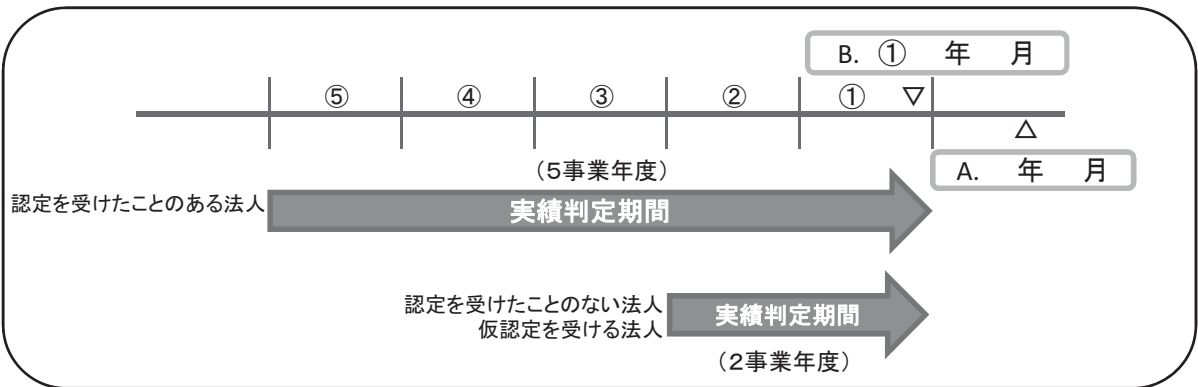 B. ① 年 月
⑤ ④ ③ ② ① ▽
△
A. 年 月
(5事業年度)
認定を受けたことのある法人
実績判定期間
認定を受けたことのない法人
仮認定を受ける法人
実績判定期間
(2事業年度)